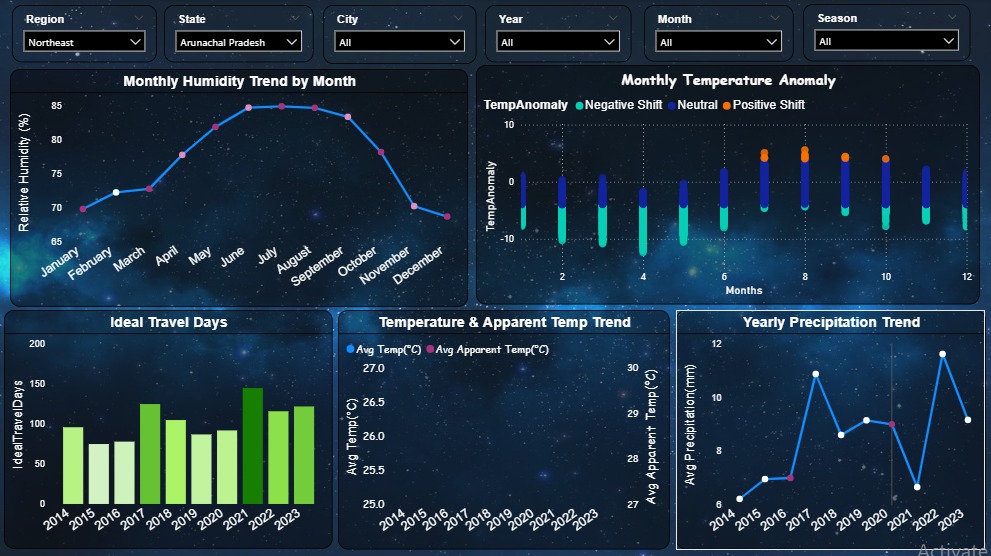 Region
State
City
Year
Month
Season
Northeast
Arunachal Pradesh
All
All
All
All
Monthly Humidity Trend by Month
Relative Humidity (%)
85
80
75
70
65
January
February
March
April
May
June
July
August
September
October
November
December
Monthly Temperature Anomaly
TempAnomaly Negative Shift Neutral Positive Shift
TempAnomaly
10
0
-10
2 4 6 8 10 12
Months
Ideal Travel Days
IdealTravelDays
200
150
100
50
0
2014 2015 2016 2017 2018 2019 2020 2021 2022 2023
Temperature & Apparent Temp Trend
Avg Temp(°C) Avg Apparent Temp(°C)
Avg Temp(°C)
27.0
26.5
26.0
25.5
25.0
30
29
28
27
Avg Apparent Temp(°C)
2014 2015 2016 2017 2018 2019 2020 2021 2022 2023
Yearly Precipitation Trend
Avg Precipitation(mm)
12
10
8
6
2014 2015 2016 2017 2018 2019 2020 2021 2022 2023
Activate